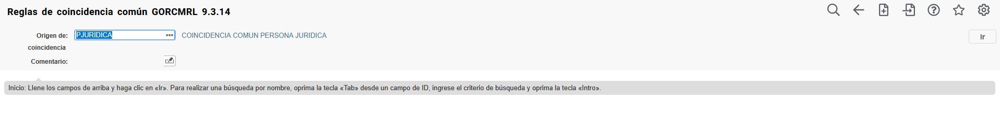 Reglas de coincidencia común GORCMRL 9.3.14
Origen de: PJURIDICA ••• COINCIDENCIA COMUN PERSONA JURIDICA
Ir
coincidencia
Comentario:
Inicio: Llene los campos de arriba y haga clic en «Ir». Para realizar una búsqueda por nombre, oprima la tecla «Tab» desde un campo de ID, ingrese el criterio de búsqueda y oprima la tecla «Intro».